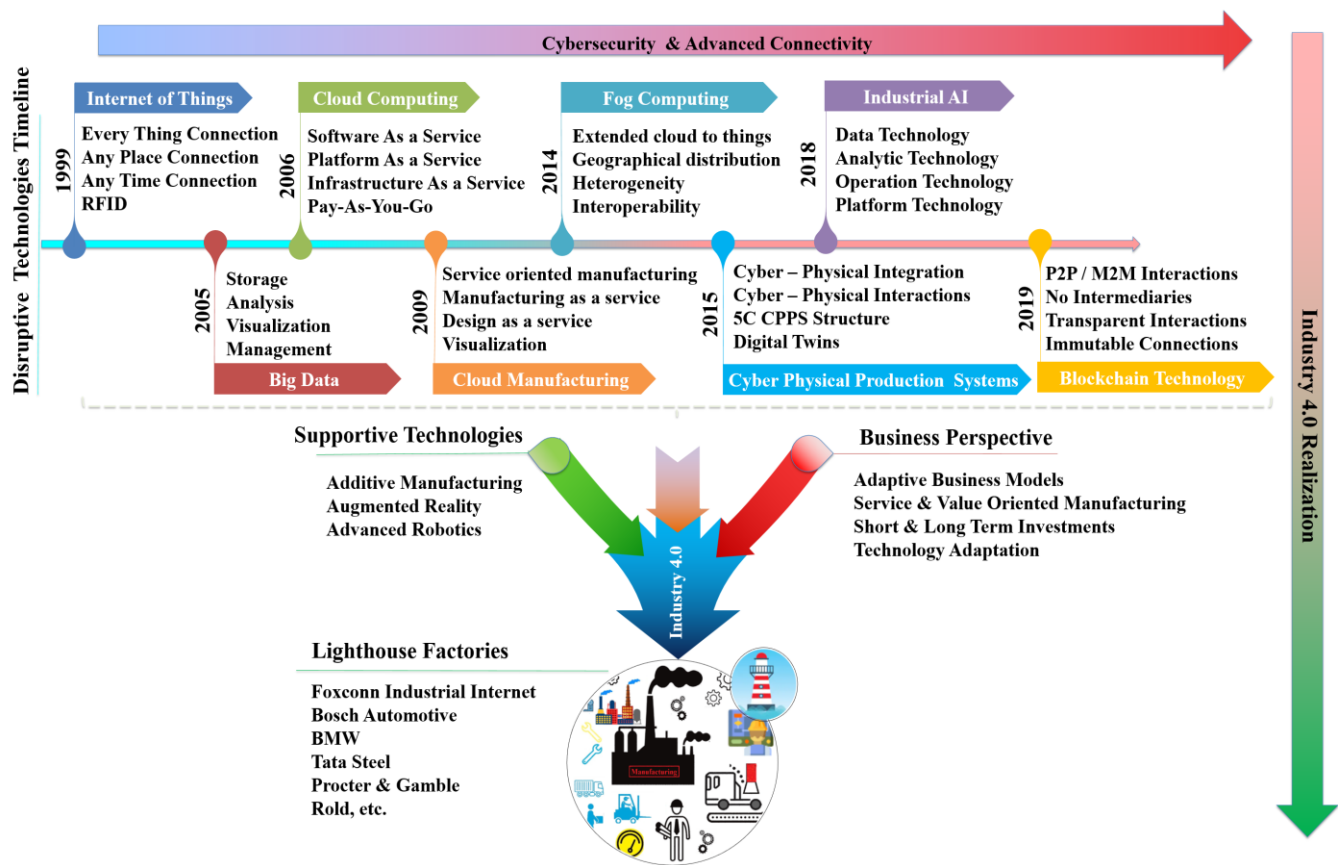 Cybersecurity & Advanced Connectivity
Disruptive Technologies Timeline
Internet of Things
1999
Every Thing Connection
Any Place Connection
Any Time Connection
RFID
Cloud Computing
2006
Software As a Service
Platform As a Service
Infrastructure As a Service
Pay-As-You-Go
Fog Computing
2014
Extended cloud to things
Geographical distribution
Heterogeneity
Interoperability
Industrial AI
2018
Data Technology
Analytic Technology
Operation Technology
Platform Technology
2005
Storage
Analysis
Visualization
Management
Big Data
2009
Service oriented manufacturing
Manufacturing as a service
Design as a service
Visualization
Cloud Manufacturing
2015
Cyber – Physical Integration
Cyber – Physical Interactions
5C CPPS Structure
Digital Twins
Cyber Physical Production Systems
2019
P2P / M2M Interactions
No Intermediaries
Transparent Interactions
Immutable Connections
Blockchain Technology
Industry 4.0 Realization
Supportive Technologies
Additive Manufacturing
Augmented Reality
Advanced Robotics
Business Perspective
Adaptive Business Models
Service & Value Oriented Manufacturing
Short & Long Term Investments
Technology Adaptation
Industry 4.0
Lighthouse Factories
Foxconn Industrial Internet
Bosch Automotive
BMW
Tata Steel
Procter & Gamble
Rold, etc.
Manufacturing